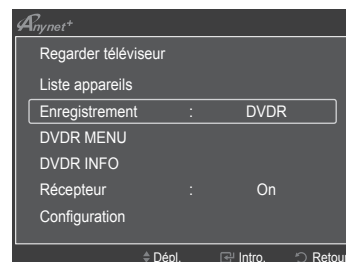 Anynet+
Regarder téléviseur
Liste appareils
Enregistrement : DVDR
DVDR MENU
DVDR INFO
Récepteur : On
Configuration
Dépl. Intro. Retour